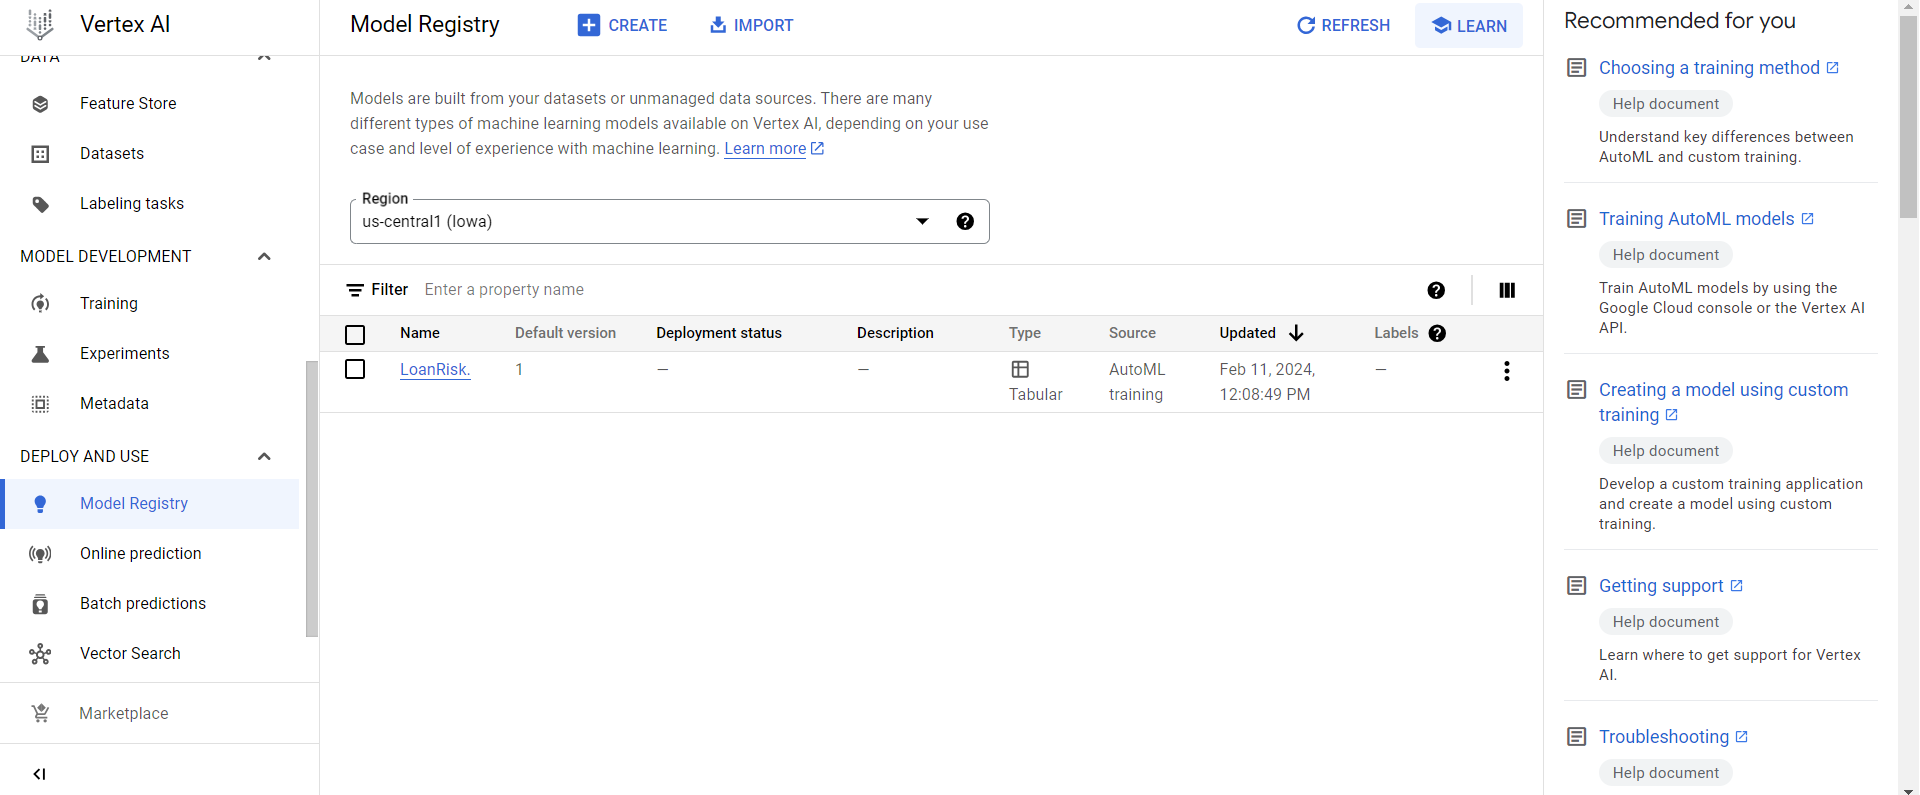 Vertex AI
DATA
Feature Store
Datasets
Labeling tasks
MODEL DEVELOPMENT
Training
Experiments
Metadata
DEPLOY AND USE
Model Registry
Online prediction
Batch predictions
Vector Search
Marketplace
Model Registry
CREATE
IMPORT
REFRESH
LEARN
Models are built from your datasets or unmanaged data sources. There are many
different types of machine learning models available on Vertex AI, depending on your use
case and level of experience with machine learning. Learn more
Region
us-central1 (Iowa)
Filter Enter a property name
Name Default version Deployment status Description Type Source Updated Labels
LoanRisk. 1 — — Tabular AutoML training Feb 11, 2024, 12:08:49 PM —
Recommended for you
Choosing a training method
Help document
Understand key differences between
AutoML and custom training.
Training AutoML models
Help document
Train AutoML models by using the
Google Cloud console or the Vertex AI
API.
Creating a model using custom
training
Help document
Develop a custom training application
and create a model using custom
training.
Getting support
Help document
Learn where to get support for Vertex
AI.
Troubleshooting
Help document